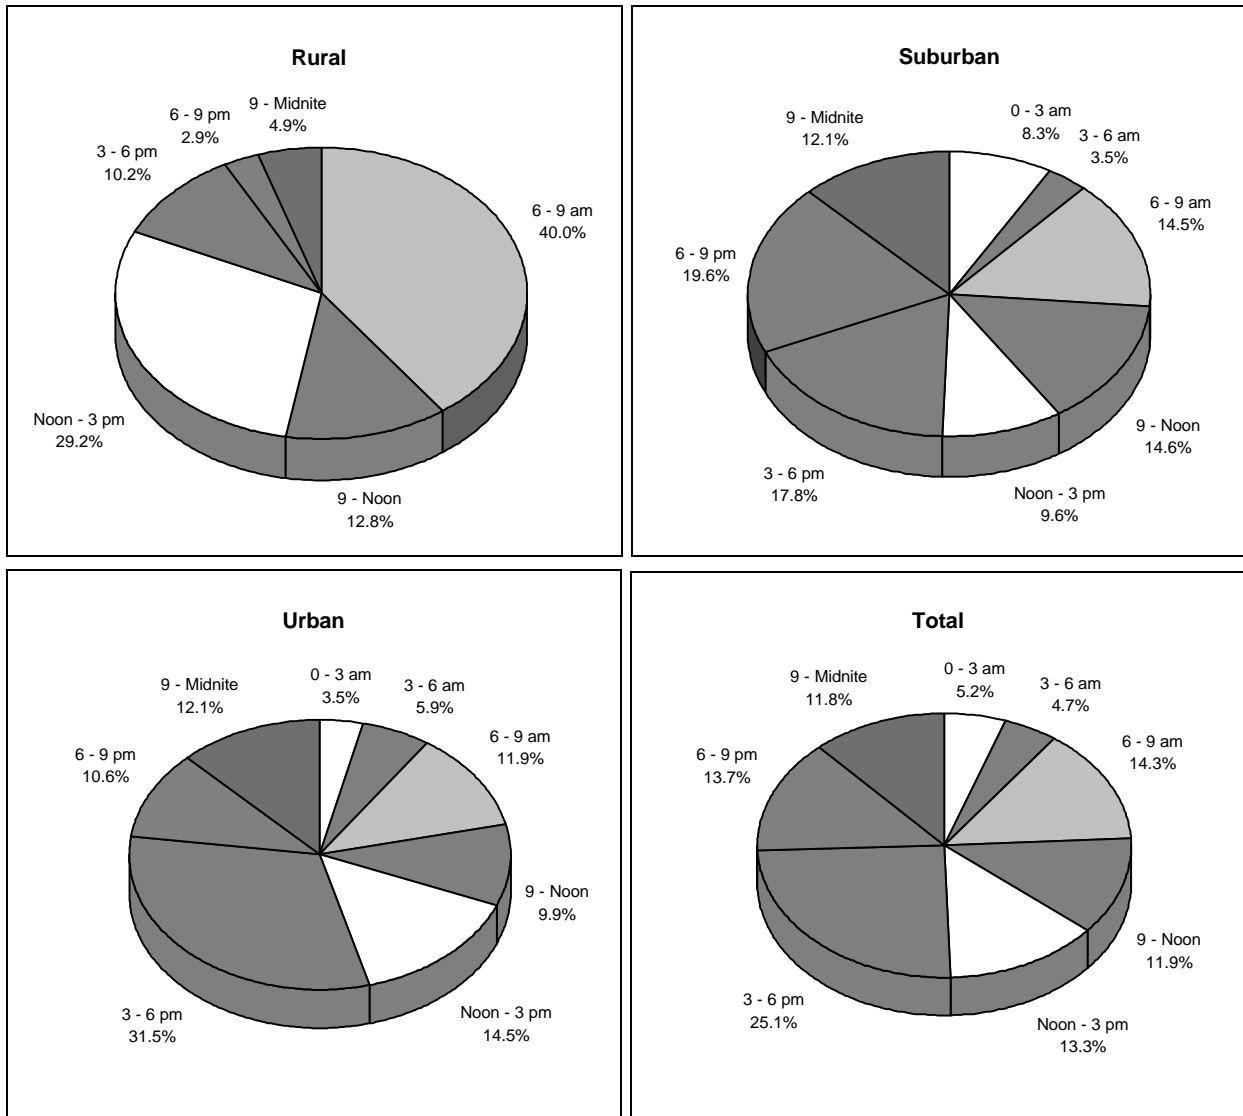 Rural
9 - Midnite
4.9%
6 - 9 pm
2.9%
3 - 6 pm
10.2%
6 - 9 am
40.0%
Noon - 3 pm
29.2%
9 - Noon
12.8%
Suburban
0 - 3 am
8.3%
9 - Midnite
12.1%
3 - 6 am
3.5%
6 - 9 am
14.5%
6 - 9 pm
19.6%
9 - Noon
14.6%
3 - 6 pm
17.8%
Noon - 3 pm
9.6%
Urban
0 - 3 am
3.5%
9 - Midnite
12.1%
3 - 6 am
5.9%
6 - 9 am
11.9%
6 - 9 pm
10.6%
9 - Noon
9.9%
3 - 6 pm
31.5%
Noon - 3 pm
14.5%
Total
0 - 3 am
5.2%
9 - Midnite
11.8%
3 - 6 am
4.7%
6 - 9 am
14.3%
6 - 9 pm
13.7%
9 - Noon
11.9%
3 - 6 pm
25.1%
Noon - 3 pm
13.3%